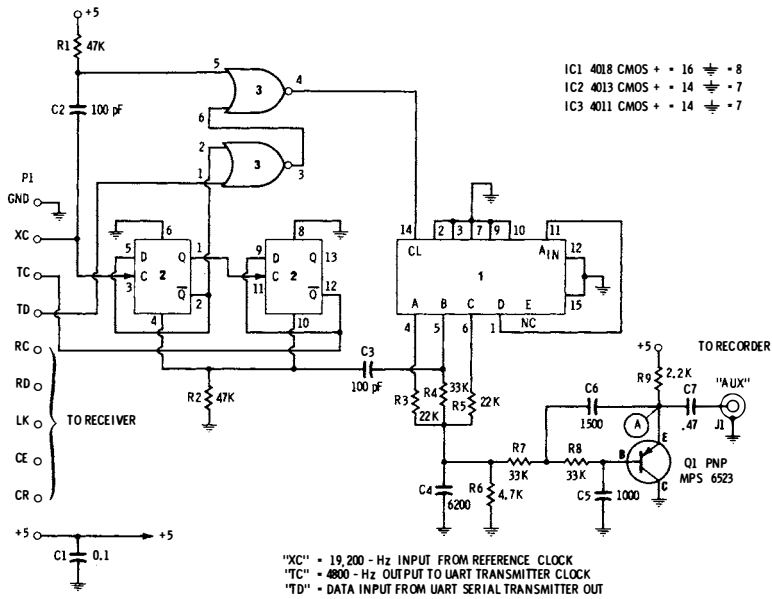 +5
R1
47K
C2
100 pF
5
6
3
4
2
1
3
3
IC1 4018 CMOS + = 16 ⏚ = 8
IC2 4013 CMOS + = 14 ⏚ = 7
IC3 4011 CMOS + = 14 ⏚ = 7
P1
GND
XC
TC
TD
RC
RD
LK
CE
CR
TO RECEIVER
+5
C1
0.1
+5
6
5
D
Q
1
C
2
3
Q̅
2
4
8
9
D
Q
13
C
2
11
Q̅
12
10
R2
47K
C3
100 pF
14
2
3
7
9
10
11
CL
A IN
12
1
15
A
B
C
D
E
NC
4
5
6
1
R3
22K
R4
33K
R5
22K
C4
6200
R6
4.7K
R7
33K
R8
33K
C6
1500
C5
1000
+5
R9
2.2K
TO RECORDER
C7
.47
"AUX"
J1
A
E
B
C
Q1 PNP
MPS 6523
"XC" = 19,200 - Hz INPUT FROM REFERENCE CLOCK
"TC" = 4800 - Hz OUTPUT TO UART TRANSMITTER CLOCK
"TD" = DATA INPUT FROM UART SERIAL TRANSMITTER OUT